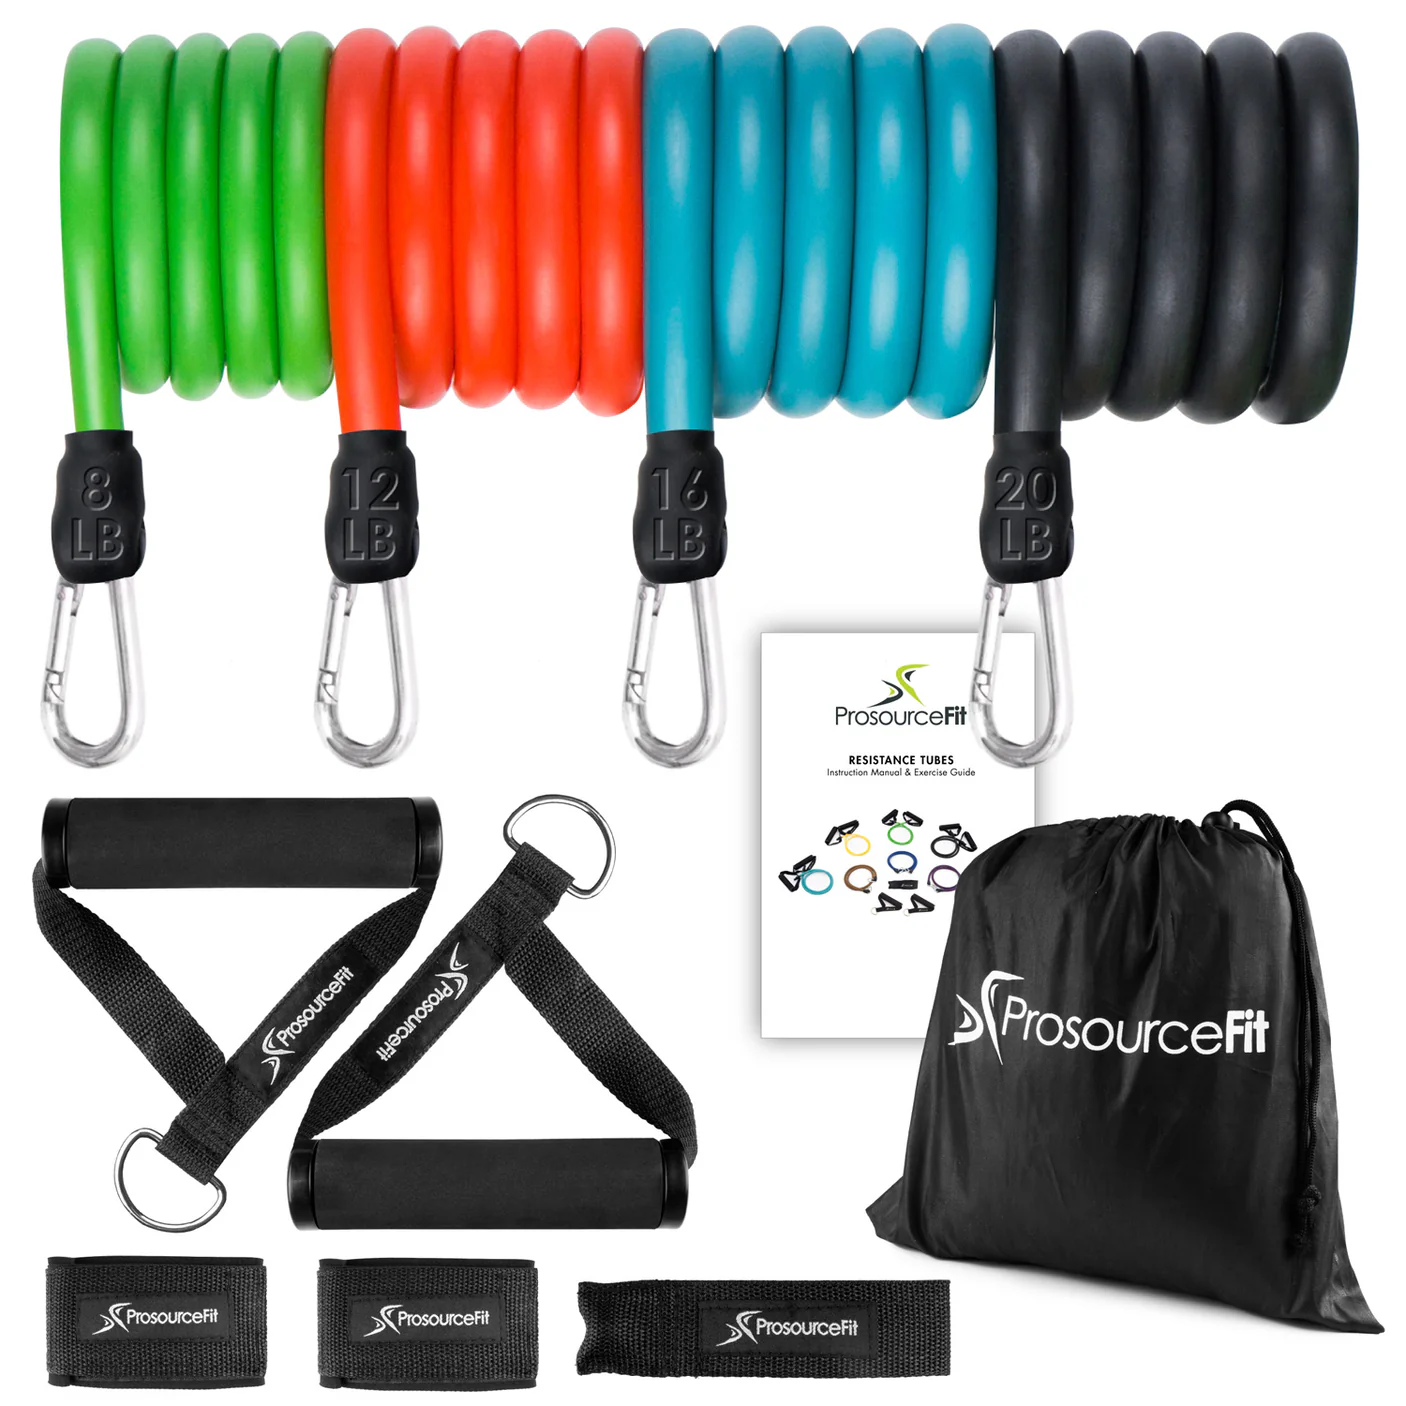 8
LB
12
LB
16
LB
20
LB
ProsourceFit
RESISTANCE TUBES
Instruction Manual & Exercise Guide
ProsourceFit
ProsourceFit
ProsourceFit
ProsourceFit
ProsourceFit
ProsourceFit